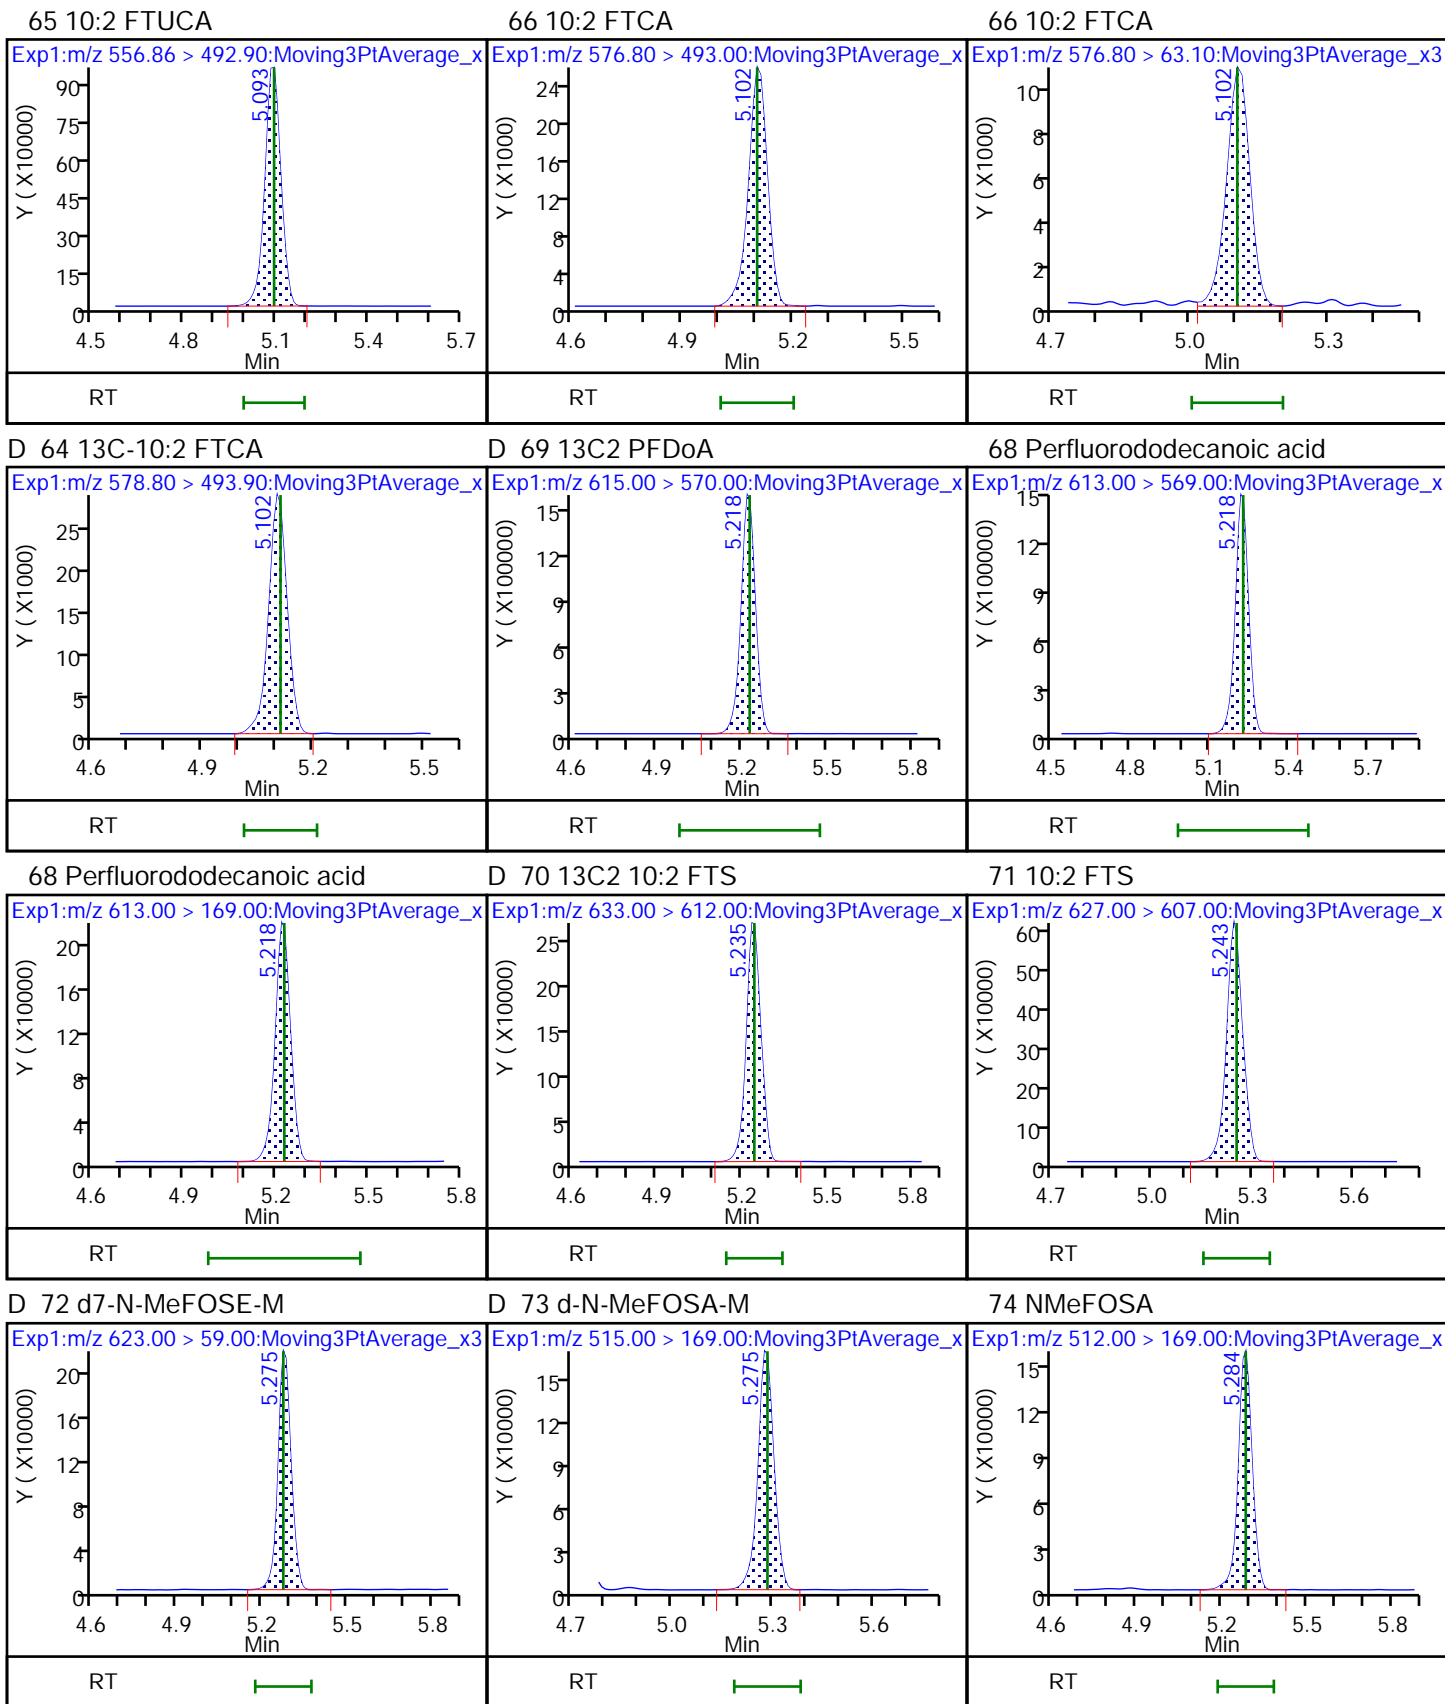 65 10:2 FTUCA
Exp1:m/z 556.86 > 492.90:Moving3PtAverage_x
5.093
Y ( X10000)
90
75
60
45
30
15
0
4.5 4.8 5.1 5.4 5.7
Min
RT
66 10:2 FTCA
Exp1:m/z 576.80 > 493.00:Moving3PtAverage_x
5.102
Y ( X1000)
24
20
16
12
8
4
0
4.6 4.9 5.2 5.5
Min
RT
66 10:2 FTCA
Exp1:m/z 576.80 > 63.10:Moving3PtAverage_x3
5.102
Y ( X1000)
10
8
6
4
2
0
4.7 5.0 5.3
Min
RT
D 64 13C-10:2 FTCA
Exp1:m/z 578.80 > 493.90:Moving3PtAverage_x
5.102
Y ( X10000)
25
20
15
10
5
0
4.6 4.9 5.2 5.5
Min
RT
D 69 13C2 PFDoA
Exp1:m/z 615.00 > 570.00:Moving3PtAverage_x
5.218
Y ( X100000)
15
12
9
6
3
0
4.6 4.9 5.2 5.5 5.8
Min
RT
68 Perfluorododecanoic acid
Exp1:m/z 613.00 > 569.00:Moving3PtAverage_x
5.218
Y ( X100000)
15
12
9
6
3
0
4.5 4.8 5.1 5.4 5.7
Min
RT
68 Perfluorododecanoic acid
Exp1:m/z 613.00 > 169.00:Moving3PtAverage_x
5.218
Y ( X10000)
20
16
12
8
4
0
4.6 4.9 5.2 5.5 5.8
Min
RT
D 70 13C2 10:2 FTS
Exp1:m/z 633.00 > 612.00:Moving3PtAverage_x
5.235
Y ( X10000)
25
20
15
10
5
0
4.6 4.9 5.2 5.5 5.8
Min
RT
71 10:2 FTS
Exp1:m/z 627.00 > 607.00:Moving3PtAverage_x
5.243
Y ( X10000)
60
50
40
30
20
10
0
4.7 5.0 5.3 5.6
Min
RT
D 72 d7-N-MeFOSE-M
Exp1:m/z 623.00 > 59.00:Moving3PtAverage_x3
5.275
Y ( X10000)
20
16
12
8
4
0
4.6 4.9 5.2 5.5 5.8
Min
RT
D 73 d-N-MeFOSA-M
Exp1:m/z 515.00 > 169.00:Moving3PtAverage_x
5.275
Y ( X10000)
15
12
9
6
3
0
4.7 5.0 5.3 5.6
Min
RT
74 NMeFOSA
Exp1:m/z 512.00 > 169.00:Moving3PtAverage_x
5.284
Y ( X10000)
15
12
9
6
3
0
4.6 4.9 5.2 5.5 5.8
Min
RT